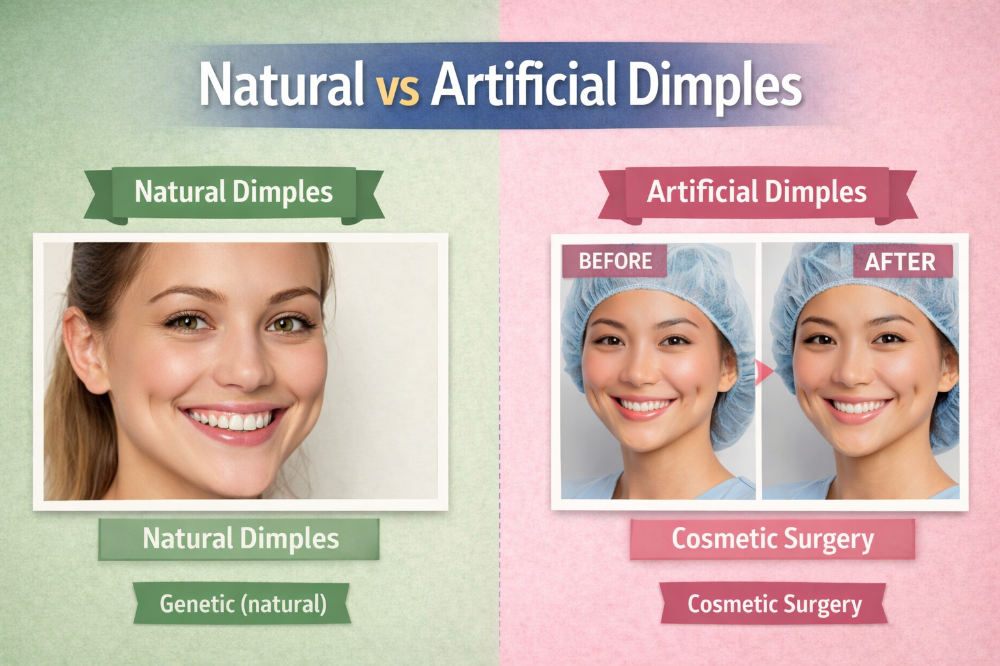 Natural vs Artificial Dimples
Natural Dimples
Artificial Dimples
BEFORE
AFTER
Natural Dimples
Cosmetic Surgery
Genetic (natural)
Cosmetic Surgery